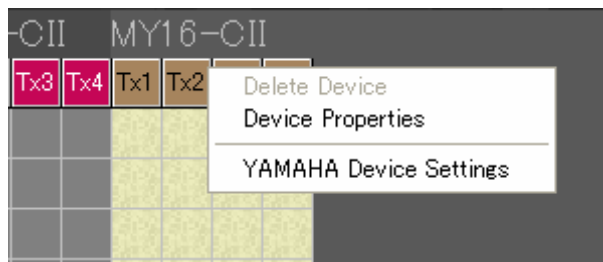 -CII MY16-CII
Tx3 Tx4 Tx1 Tx2
Delete Device
Device Properties
YAMAHA Device Settings